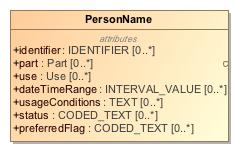 PersonName
attributes
+identifier : IDENTIFIER [0..*]
+part : Part [0..*]
+use : Use [0..*]
+dateTimeRange : INTERVAL_VALUE [0..*]
+usageConditions : TEXT [0..*]
+status : CODED_TEXT [0..*]
+preferredFlag : CODED_TEXT [0..*]